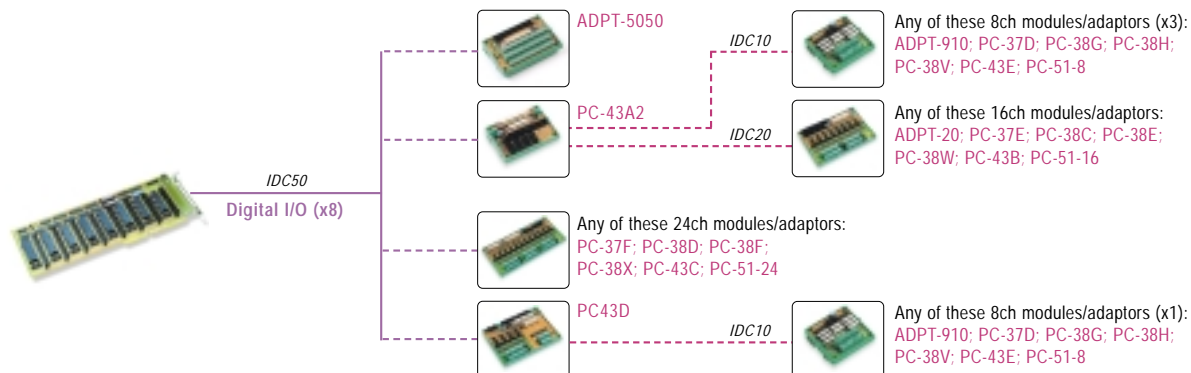 ADPT-5050
IDC10
Any of these 8ch modules/adaptors (x3):
ADPT-910; PC-37D; PC-38G; PC-38H;
PC-38V; PC-43E; PC-51-8
PC-43A2
IDC20
Any of these 16ch modules/adaptors:
ADPT-20; PC-37E; PC-38C; PC-38E;
PC-38W; PC-43B; PC-51-16
IDC50
Digital I/O (x8)
Any of these 24ch modules/adaptors:
PC-37F; PC-38D; PC-38F;
PC-38X; PC-43C; PC-51-24
PC43D
IDC10
Any of these 8ch modules/adaptors (x1):
ADPT-910; PC-37D; PC-38G; PC-38H;
PC-38V; PC-43E; PC-51-8